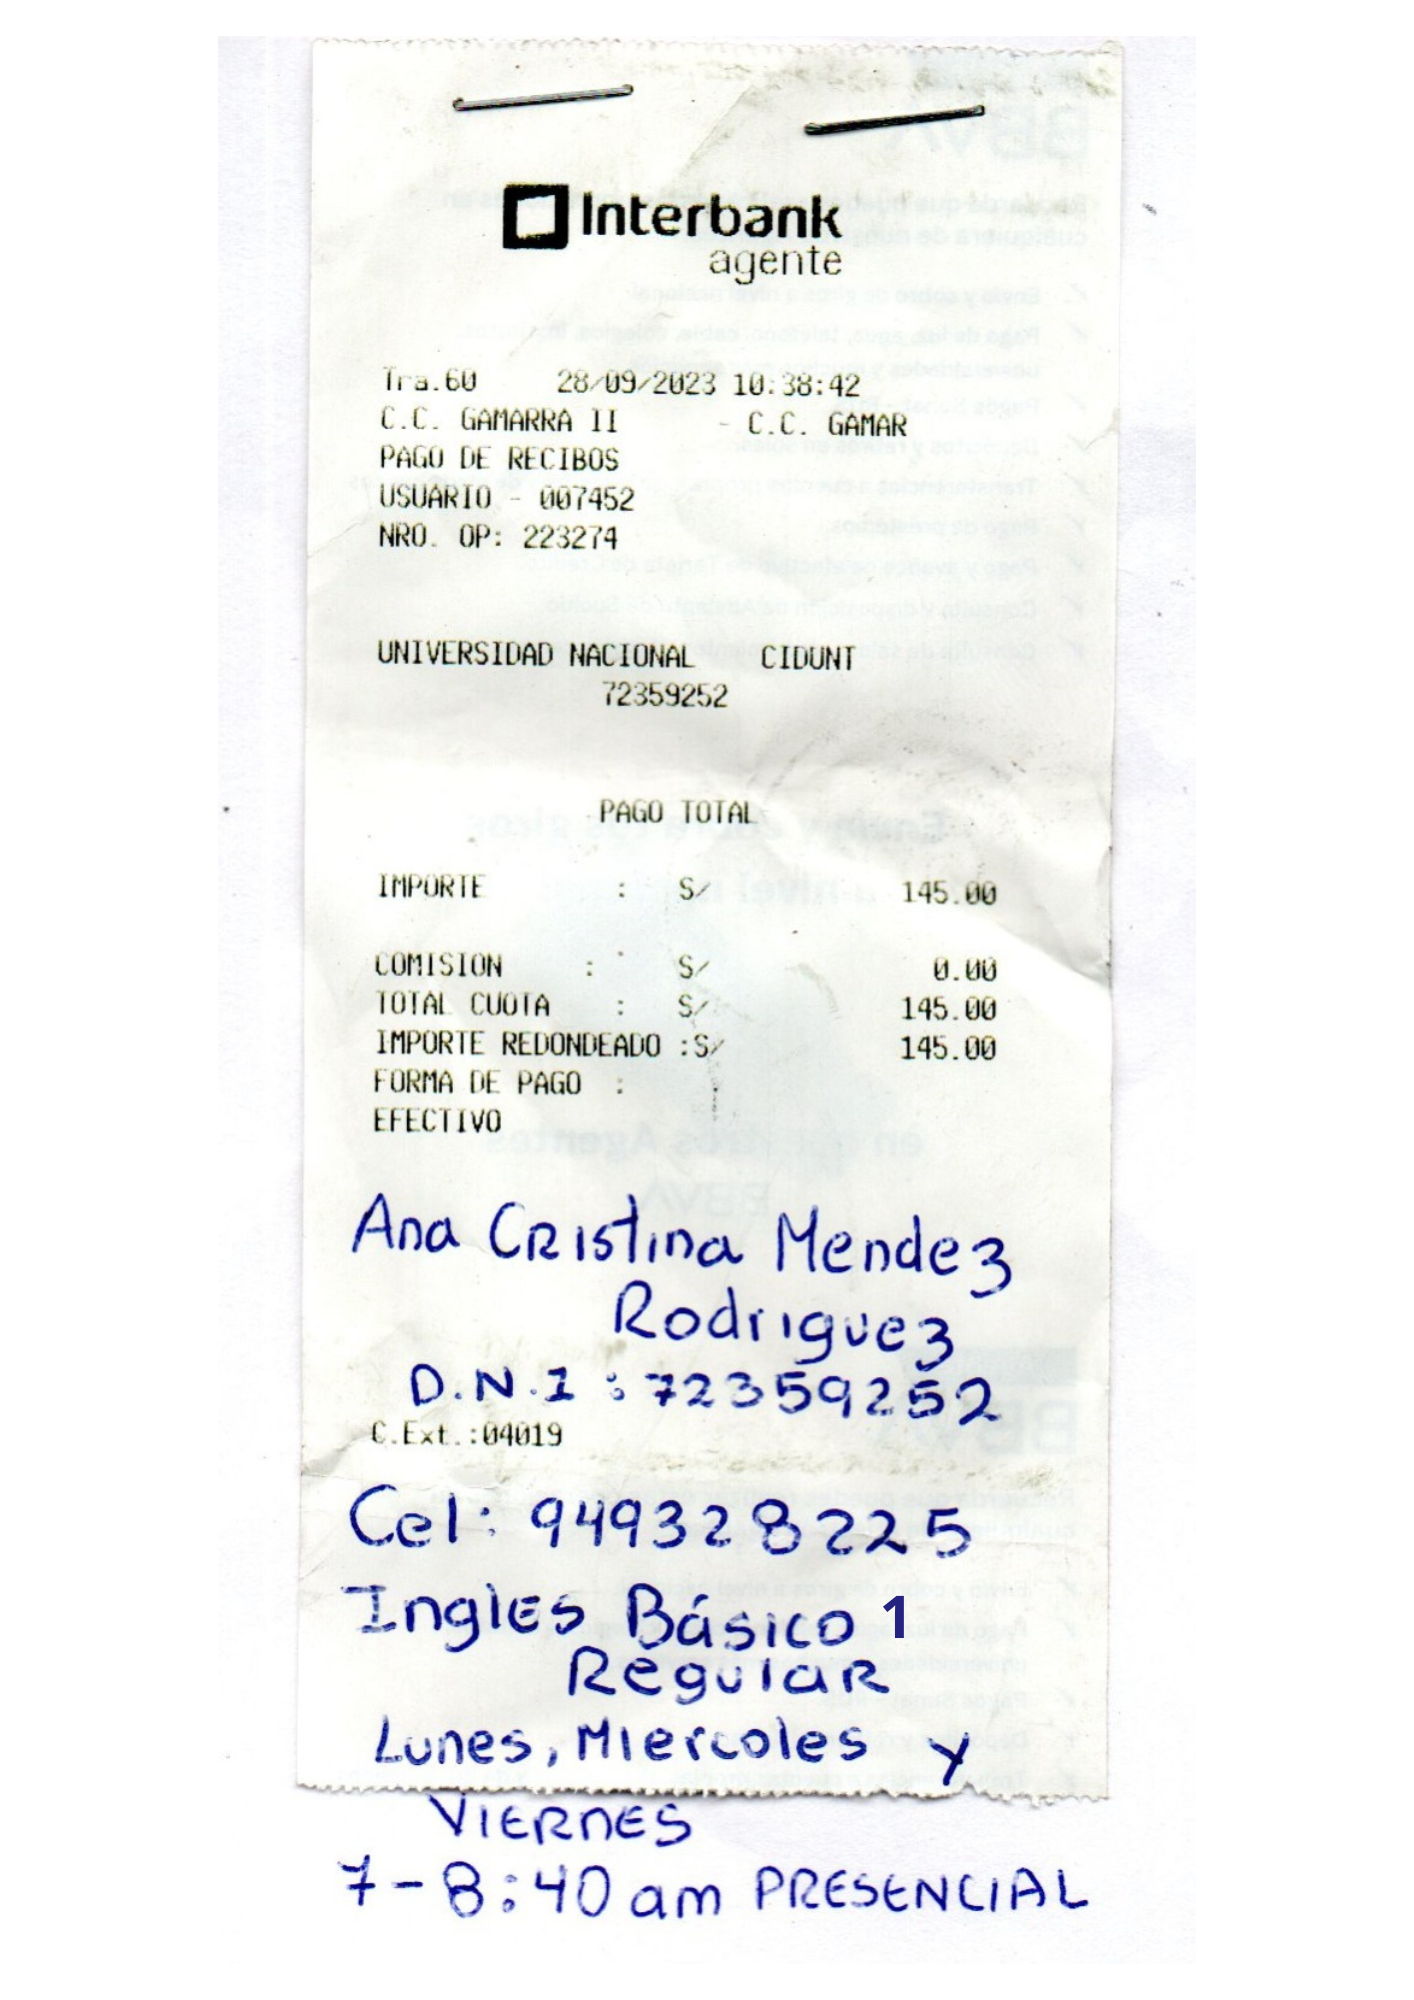 Interbank
agente
Tra.60 28/09/2023 10:38:42
C.C. GAMARRA II - C.C. GAMAR
PAGO DE RECIBOS
USUARIO - 007452
NRO. OP: 223274
UNIVERSIDAD NACIONAL CIDUNT
72359252
PAGO TOTAL
IMPORTE : S/ 145.00
COMISION : S/ 0.00
TOTAL CUOTA : S/ 145.00
IMPORTE REDONDEADO :S/ 145.00
FORMA DE PAGO :
EFECTIVO
Ana Cristina Mendez
Rodriguez
D.N.I : 72359252
C.Ext.:04019
Cel: 949328225
Ingles Básico 1
Regular
Lunes, Miercoles y
VIERNES
7-8:40 am PRESENCIAL